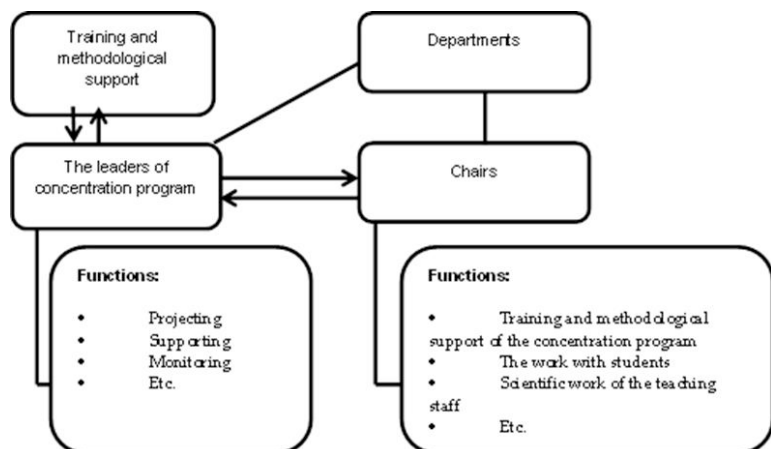 Training and
methodological
support
Departments
The leaders of
concentration program
Chairs
Functions:
• Projecting
• Supporting
• Monitoring
• Etc.
Functions:
• Training and methodological
support of the concentration program
• The work with students
• Scientific work of the teaching
staff
• Etc.